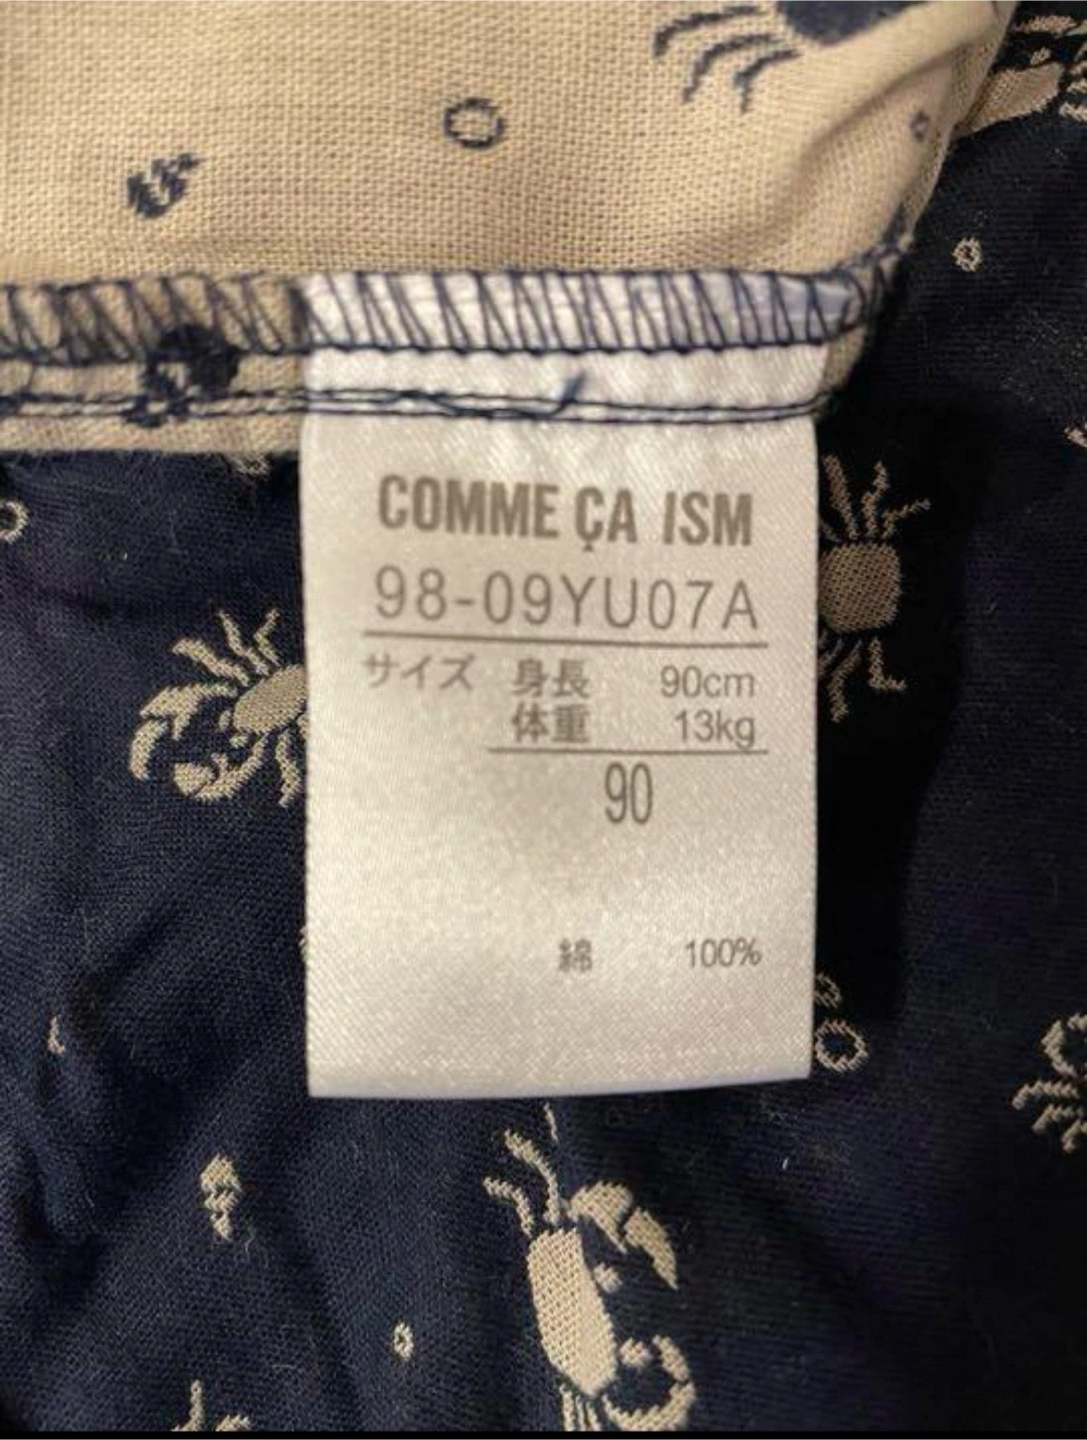 COMME ÇA ISM
98-09YU07A
サイズ 身長 90cm
体重 13kg
90
綿 100%